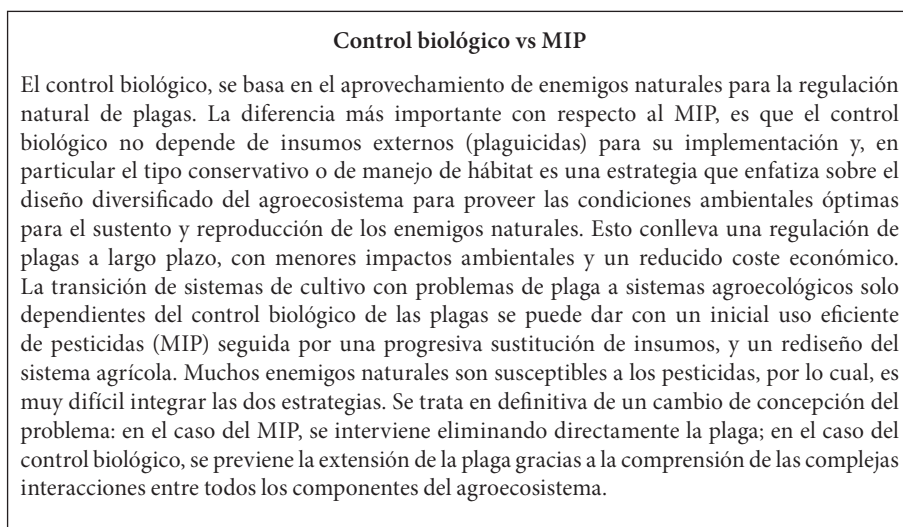 Control biológico vs MIP
El control biológico, se basa en el aprovechamiento de enemigos naturales para la regulación
natural de plagas. La diferencia más importante con respecto al MIP, es que el control
biológico no depende de insumos externos (plaguicidas) para su implementación y, en
particular el tipo conservativo o de manejo de hábitat es una estrategia que enfatiza sobre el
diseño diversificado del agroecosistema para proveer las condiciones ambientales óptimas
para el sustento y reproducción de los enemigos naturales. Esto conlleva una regulación de
plagas a largo plazo, con menores impactos ambientales y un reducido coste económico.
La transición de sistemas de cultivo con problemas de plaga a sistemas agroecológicos solo
dependientes del control biológico de las plagas se puede dar con un inicial uso eficiente
de pesticidas (MIP) seguida por una progresiva sustitución de insumos, y un rediseño del
sistema agrícola. Muchos enemigos naturales son susceptibles a los pesticidas, por lo cual, es
muy difícil integrar las dos estrategias. Se trata en definitiva de un cambio de concepción del
problema: en el caso del MIP, se interviene eliminando directamente la plaga; en el caso del
control biológico, se previene la extensión de la plaga gracias a la comprensión de las complejas
interacciones entre todos los componentes del agroecosistema.